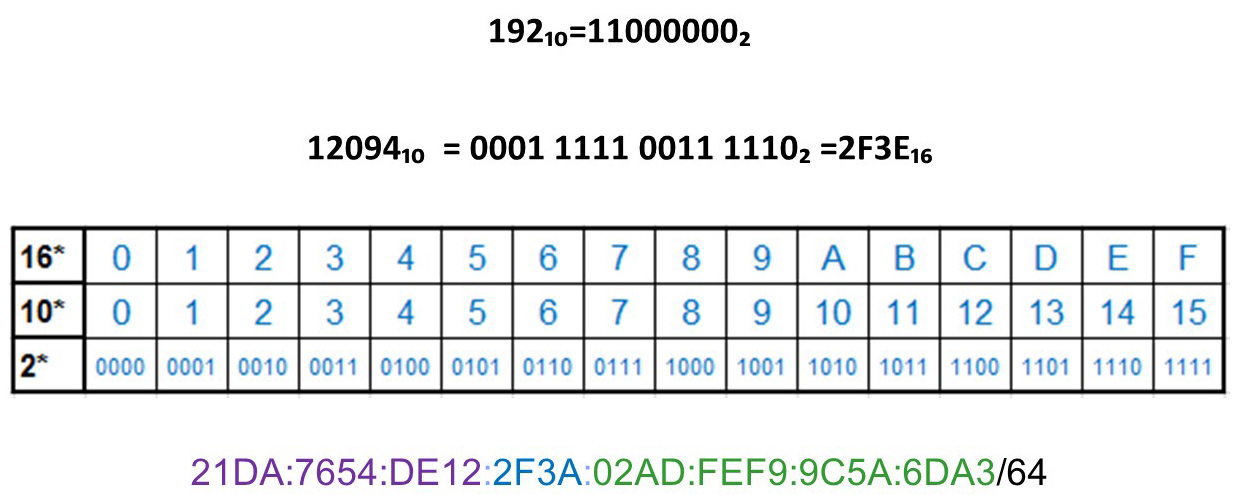 192₁₀=11000000₂
12094₁₀ = 0001 1111 0011 1110₂ =2F3E₁₆
16* 0 1 2 3 4 5 6 7 8 9 A B C D E F
10* 0 1 2 3 4 5 6 7 8 9 10 11 12 13 14 15
2* 0000 0001 0010 0011 0100 0101 0110 0111 1000 1001 1010 1011 1100 1101 1110 1111
21DA:7654:DE12:2F3A:02AD:FEF9:9C5A:6DA3/64